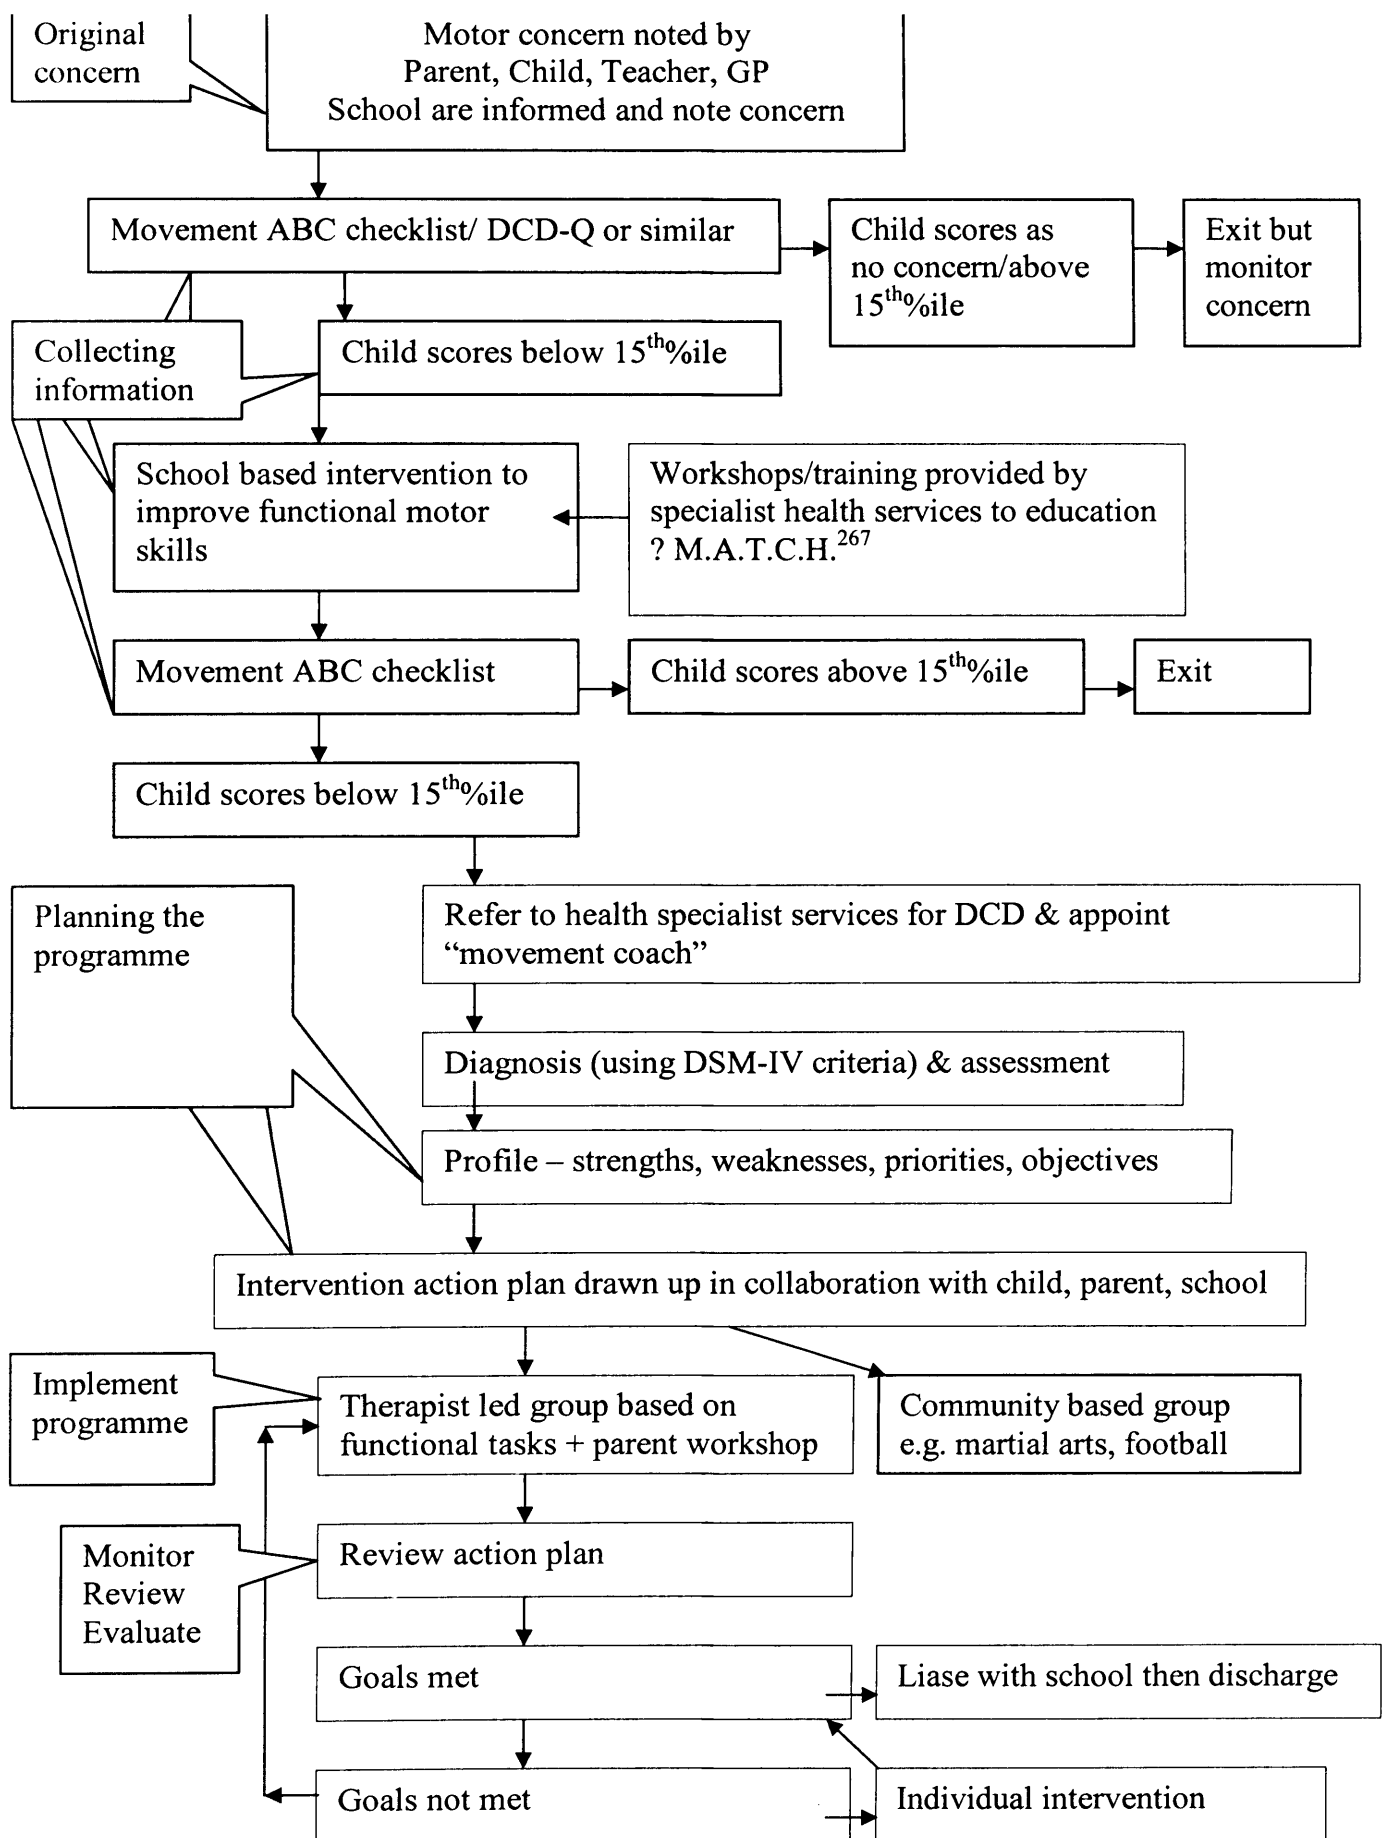 Original
concern
Motor concern noted by
Parent, Child, Teacher, GP
School are informed and note concern
Movement ABC checklist/ DCD-Q or similar
Child scores as
no concern/above
15th%ile
Exit but
monitor
concern
Collecting
information
Child scores below 15th%ile
School based intervention to
improve functional motor
skills
Workshops/training provided by
specialist health services to education
? M.A.T.C.H.267
Movement ABC checklist
Child scores above 15th%ile
Exit
Child scores below 15th%ile
Planning the
programme
Refer to health specialist services for DCD & appoint
“movement coach”
Diagnosis (using DSM-IV criteria) & assessment
Profile – strengths, weaknesses, priorities, objectives
Intervention action plan drawn up in collaboration with child, parent, school
Implement
programme
Therapist led group based on
functional tasks + parent workshop
Community based group
e.g. martial arts, football
Monitor
Review
Evaluate
Review action plan
Goals met
Liase with school then discharge
Goals not met
Individual intervention